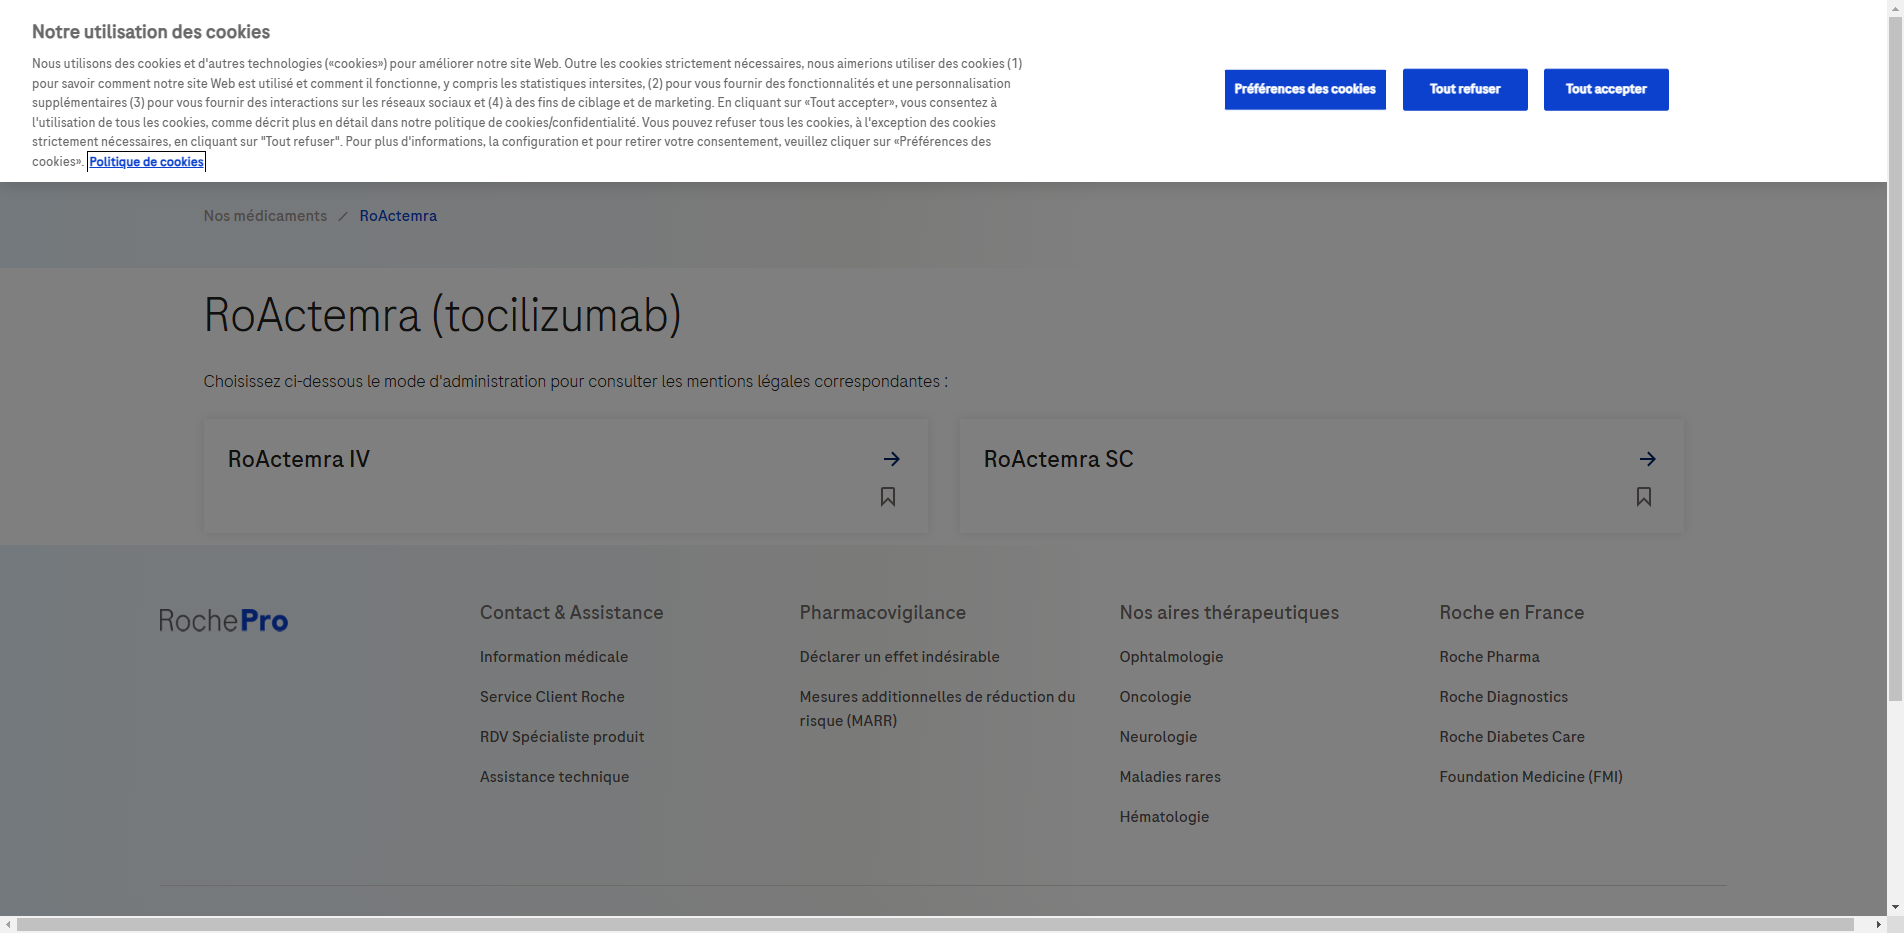 Notre utilisation des cookies
Nous utilisons des cookies et d'autres technologies («cookies») pour améliorer notre site Web. Outre les cookies strictement nécessaires, nous aimerions utiliser des cookies (1)
pour savoir comment notre site Web est utilisé et comment il fonctionne, y compris les statistiques intersites, (2) pour vous fournir des fonctionnalités et une personnalisation
supplémentaires (3) pour vous fournir des interactions sur les réseaux sociaux et (4) à des fins de ciblage et de marketing. En cliquant sur «Tout accepter», vous consentez à
l'utilisation de tous les cookies, comme décrit plus en détail dans notre politique de cookies/confidentialité. Vous pouvez refuser tous les cookies, à l'exception des cookies
strictement nécessaires, en cliquant sur "Tout refuser". Pour plus d'informations, la configuration et pour retirer votre consentement, veuillez cliquer sur «Préférences des
cookies». Politique de cookies
Préférences des cookies
Tout refuser
Tout accepter
Nos médicaments / RoActemra
RoActemra (tocilizumab)
Choisissez ci-dessous le mode d'administration pour consulter les mentions légales correspondantes :
RoActemra IV
RoActemra SC
RochePro
Contact & Assistance
Information médicale
Service Client Roche
RDV Spécialiste produit
Assistance technique
Pharmacovigilance
Déclarer un effet indésirable
Mesures additionnelles de réduction du
risque (MARR)
Nos aires thérapeutiques
Ophtalmologie
Oncologie
Neurologie
Maladies rares
Hématologie
Roche en France
Roche Pharma
Roche Diagnostics
Roche Diabetes Care
Foundation Medicine (FMI)